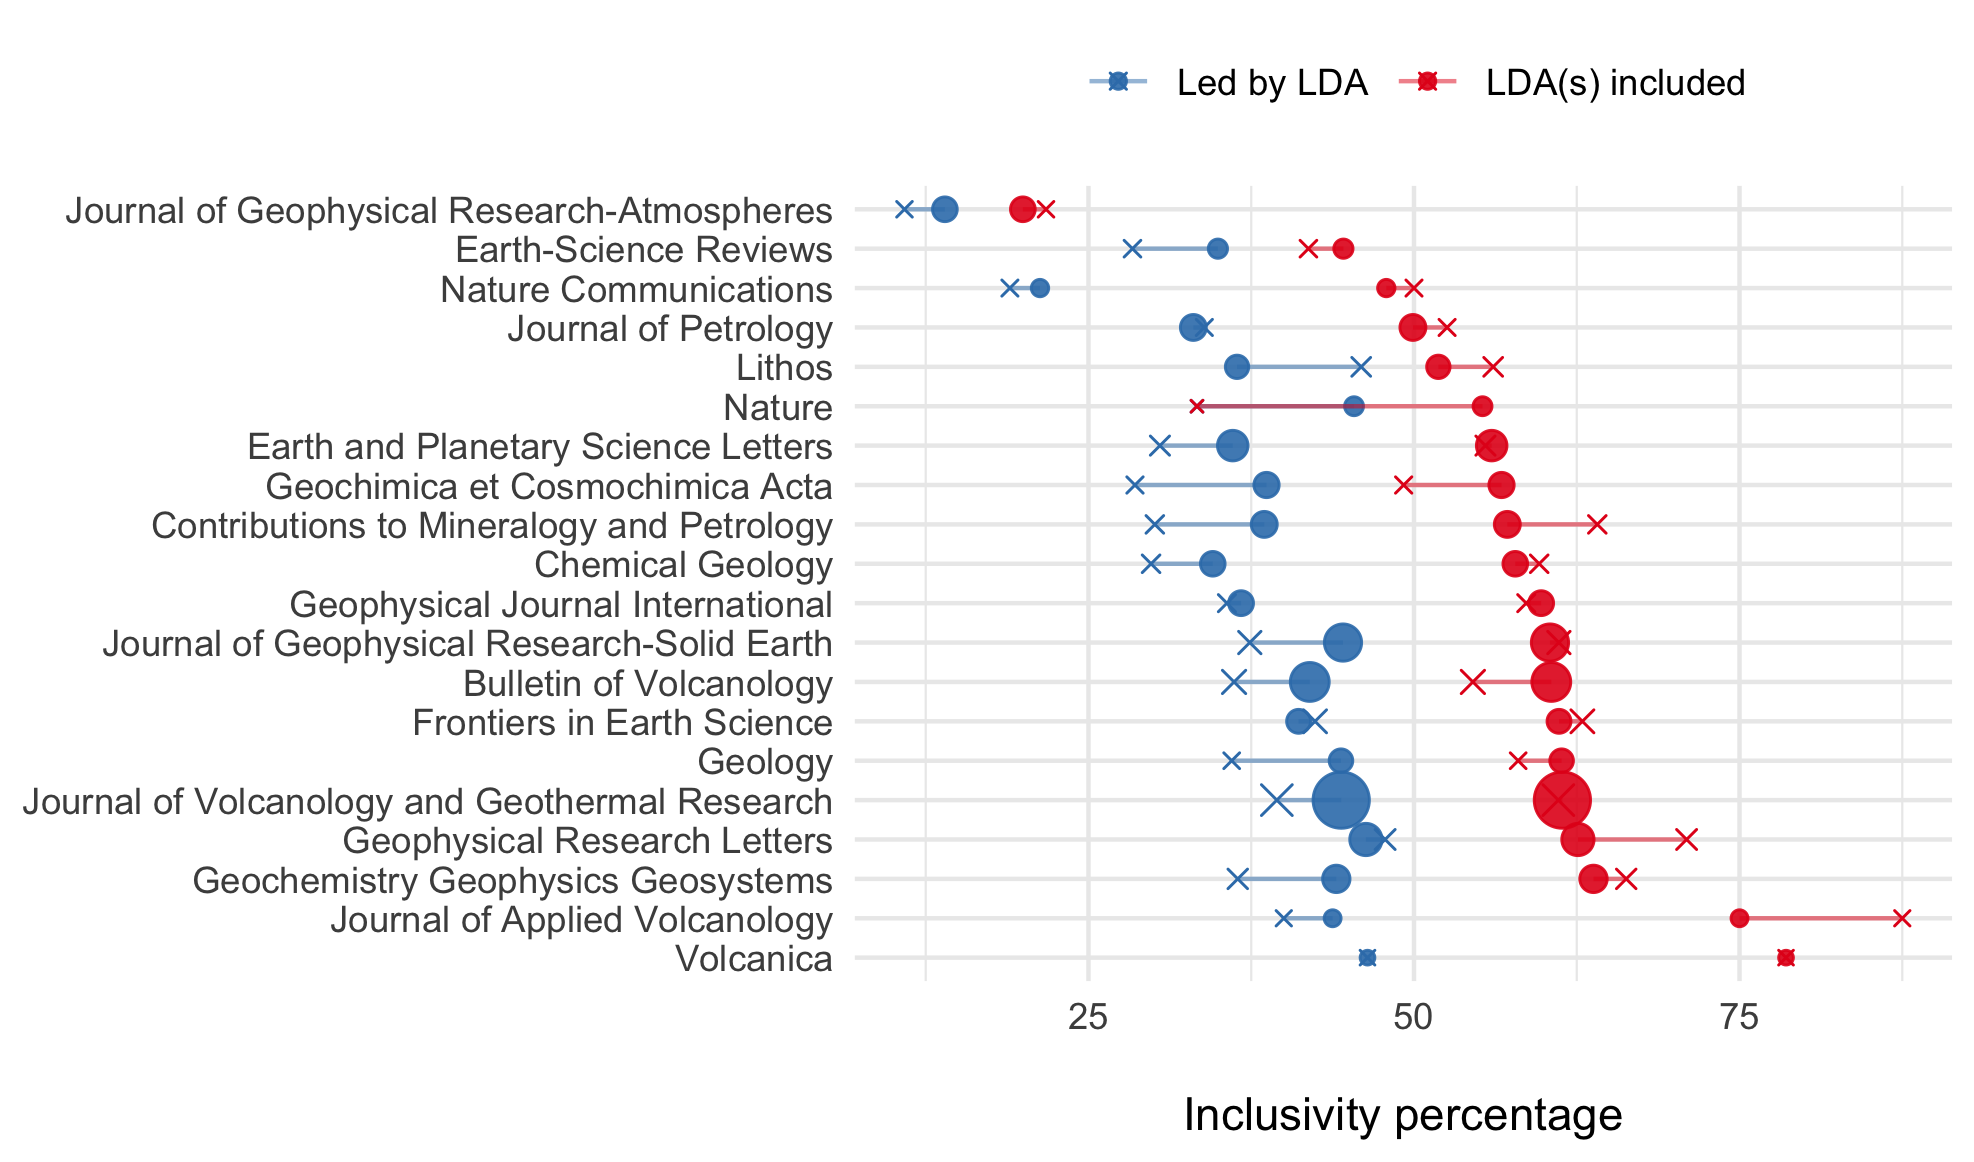 Led by LDA LDA(s) included
Journal of Geophysical Research-Atmospheres
Earth-Science Reviews
Nature Communications
Journal of Petrology
Lithos
Nature
Earth and Planetary Science Letters
Geochimica et Cosmochimica Acta
Contributions to Mineralogy and Petrology
Chemical Geology
Geophysical Journal International
Journal of Geophysical Research-Solid Earth
Bulletin of Volcanology
Frontiers in Earth Science
Geology
Journal of Volcanology and Geothermal Research
Geophysical Research Letters
Geochemistry Geophysics Geosystems
Journal of Applied Volcanology
Volcanica
25 50 75
Inclusivity percentage